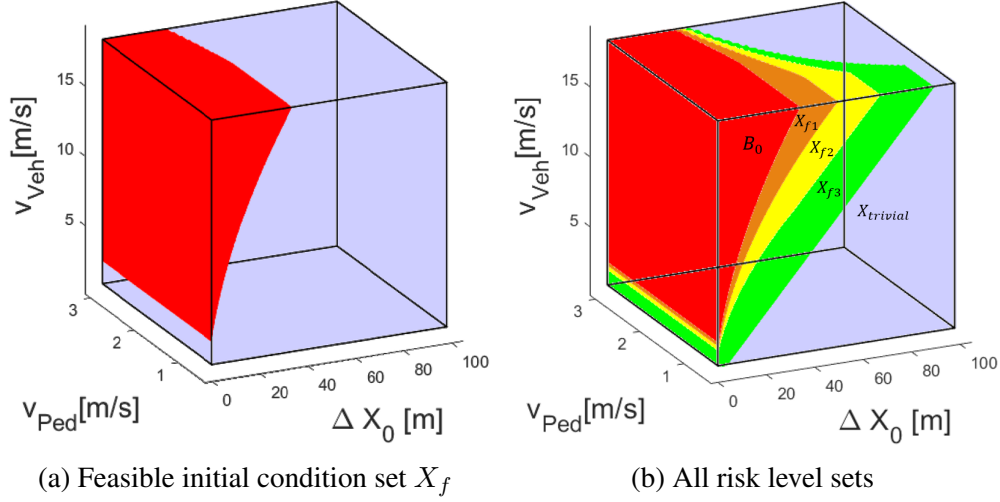 15
10
5
v_Veh[m/s]
3
2
1
v_Ped[m/s]
0
20
40
60
80
100
Δ X_0 [m]
(a) Feasible initial condition set X_f
15
10
5
v_Veh[m/s]
B_0
X_f1
X_f2
X_f3
X_trivial
3
2
1
v_Ped[m/s]
0
20
40
60
80
100
Δ X_0 [m]
(b) All risk level sets